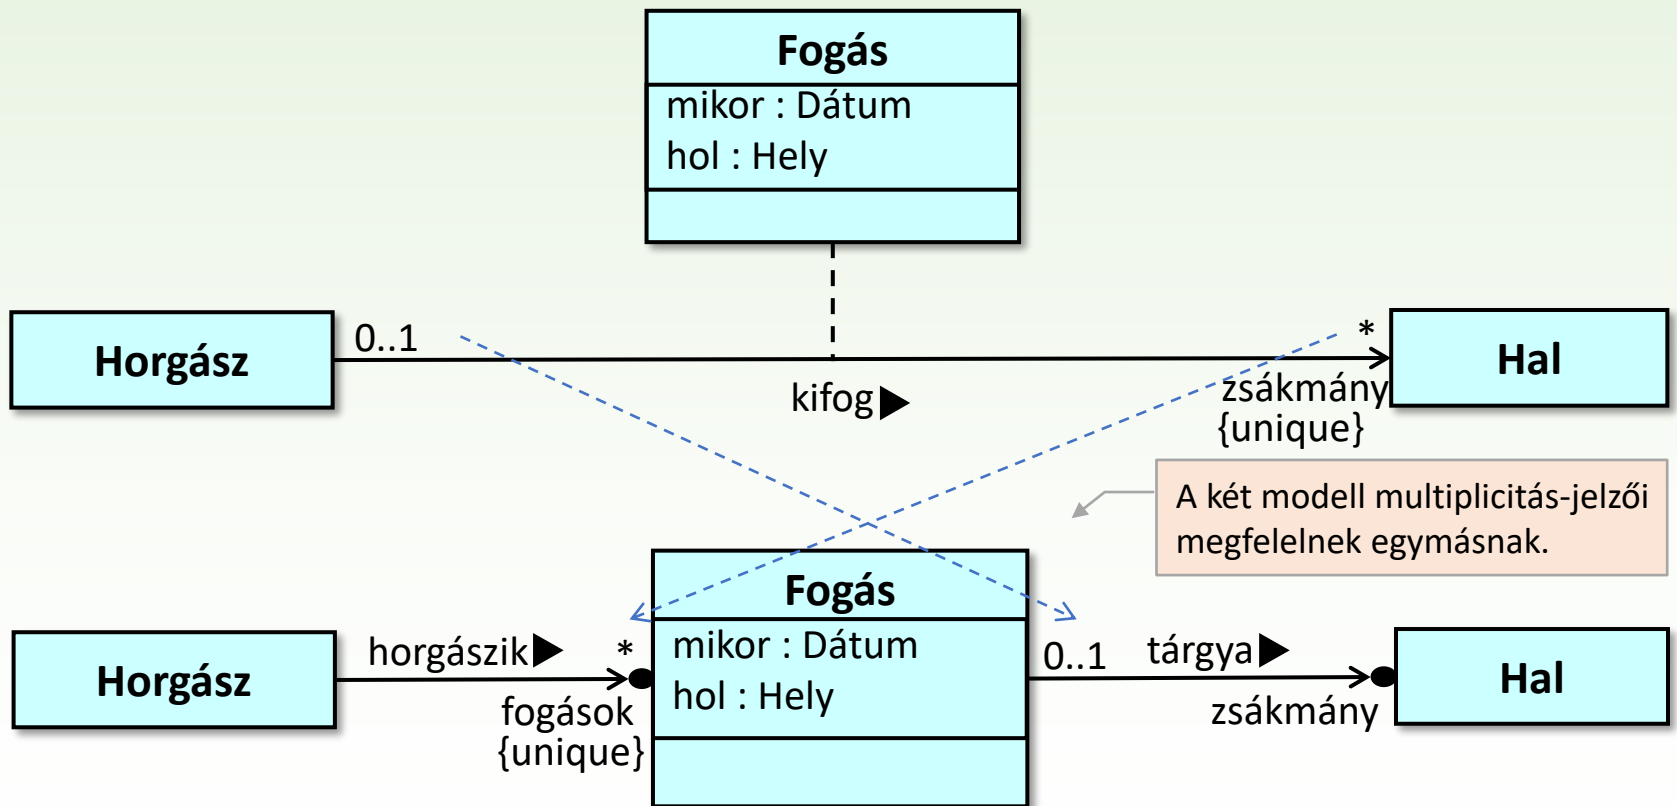 Fogás
mikor : Dátum
hol : Hely
0..1
*
Horgász
Hal
kifog
zsákmány
{unique}
A két modell multiplicitás-jelzői
megfelelnek egymásnak.
Fogás
horgászik
*
mikor : Dátum
0..1
tárgya
Horgász
hol : Hely
Hal
fogások
zsákmány
{unique}